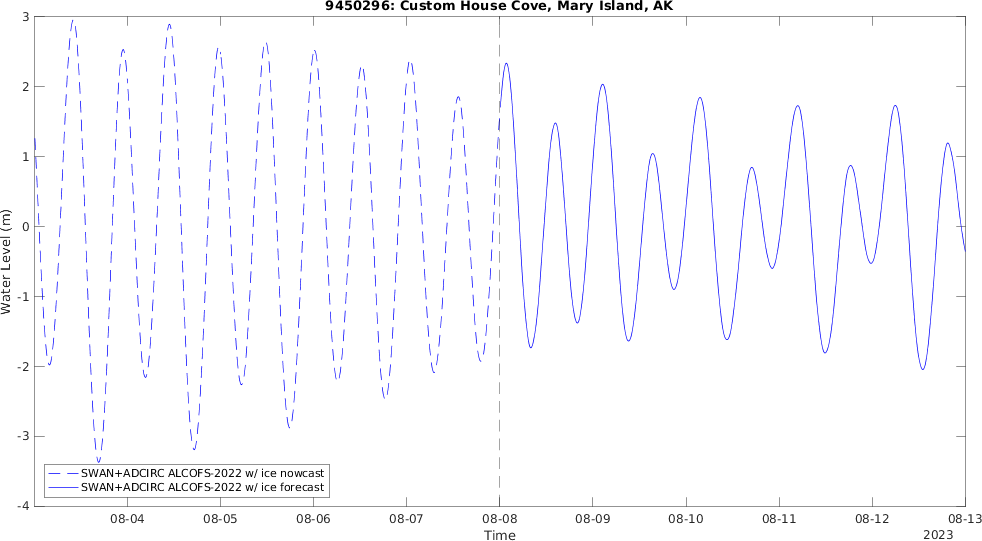 9450296: Custom House Cove, Mary Island, AK
Water Level (m)
3
2
1
0
-1
-2
-3
-4
SWAN+ADCIRC ALCOFS-2022 w/ ice nowcast
SWAN+ADCIRC ALCOFS-2022 w/ ice forecast
08-04 08-05 08-06 08-07 08-08 08-09 08-10 08-11 08-12 08-13
Time
2023